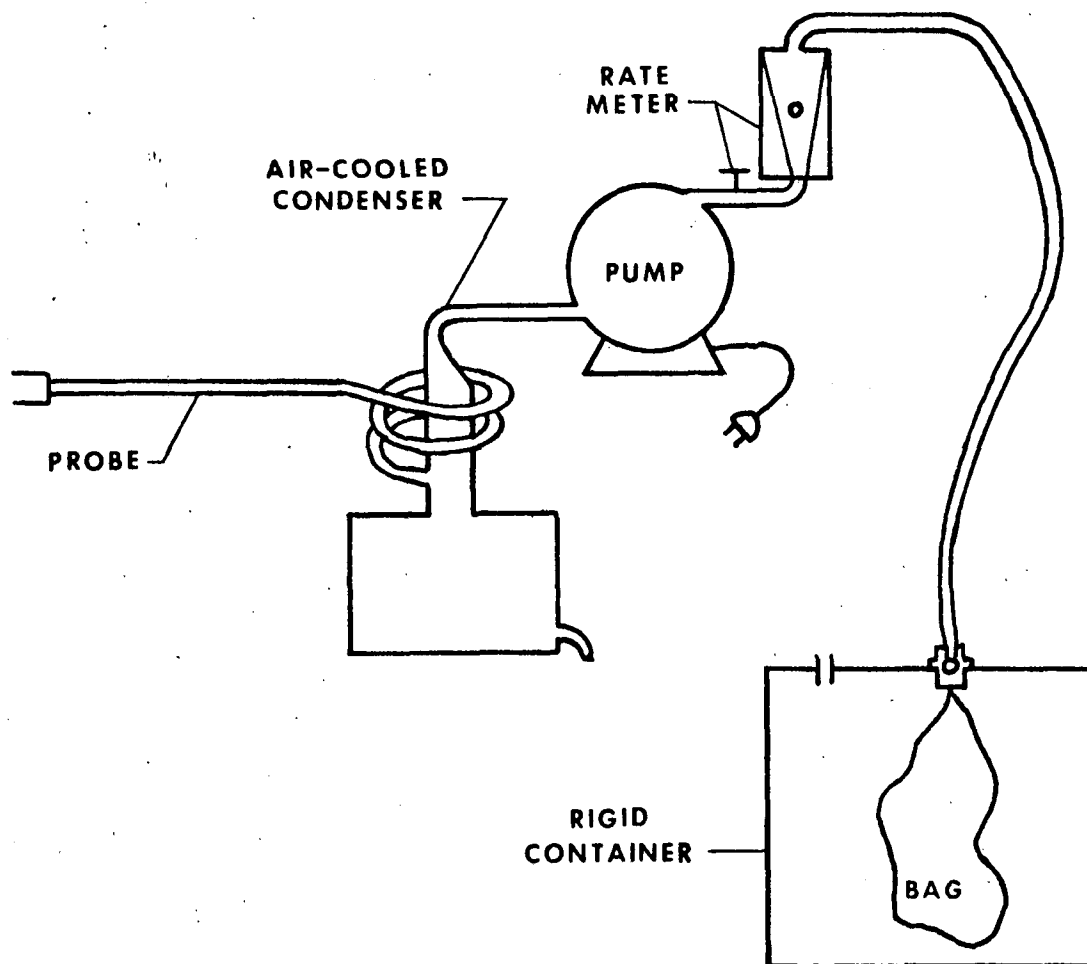 RATE
METER
AIR-COOLED
CONDENSER
PUMP
PROBE
RIGID
CONTAINER
BAG